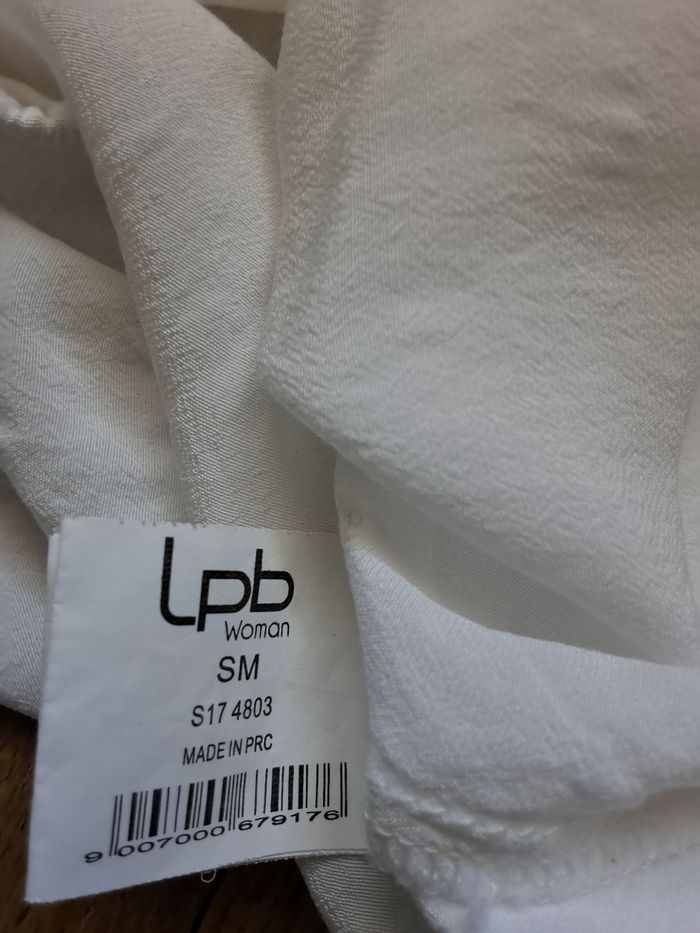 Lpb
Woman
SM
S17 4803
MADE IN PRC
9 007000 679176